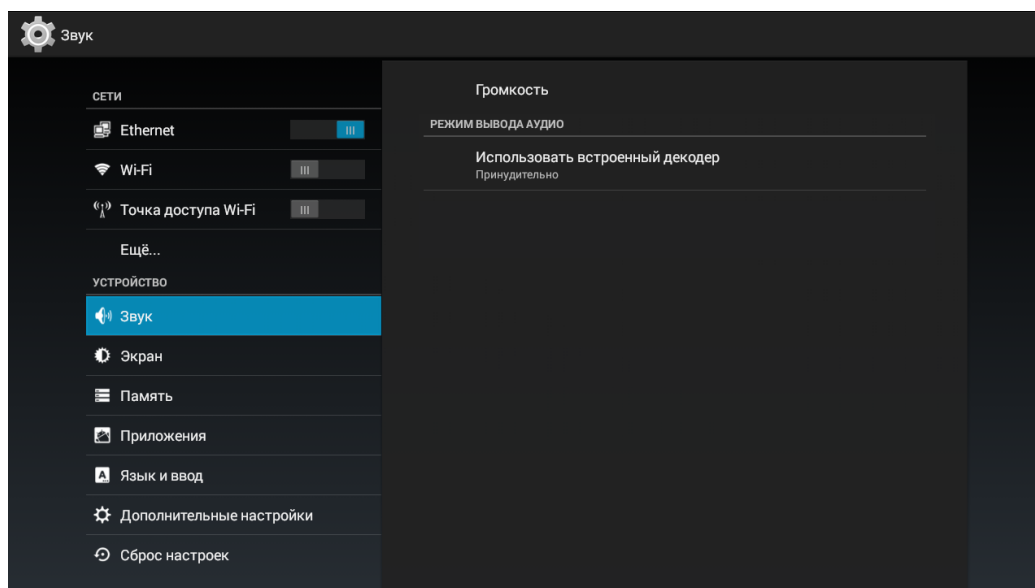 Звук
СЕТИ
Ethernet
Wi-Fi
Точка доступа Wi-Fi
Ещё...
УСТРОЙСТВО
Звук
Экран
Память
Приложения
Язык и ввод
Дополнительные настройки
Сброс настроек
Громкость
РЕЖИМ ВЫВОДА АУДИО
Использовать встроенный декодер
Принудительно